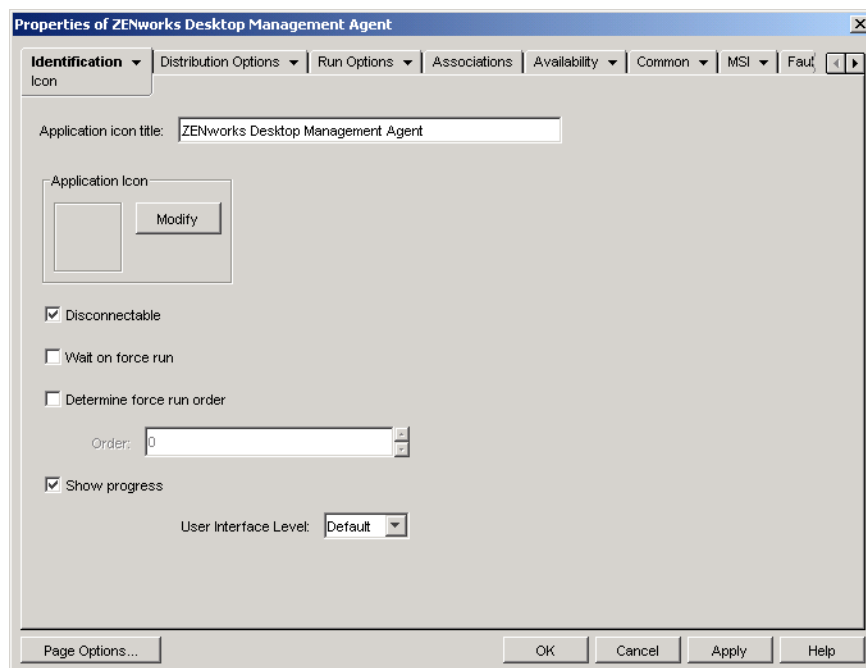 Properties of ZENworks Desktop Management Agent
Identification Distribution Options Run Options Associations Availability Common MSI Faul
Icon
Application icon title: ZENworks Desktop Management Agent
Application Icon
Modify
Disconnectable
Wait on force run
Determine force run order
Order: 0
Show progress
User Interface Level: Default
Page Options... OK Cancel Apply Help